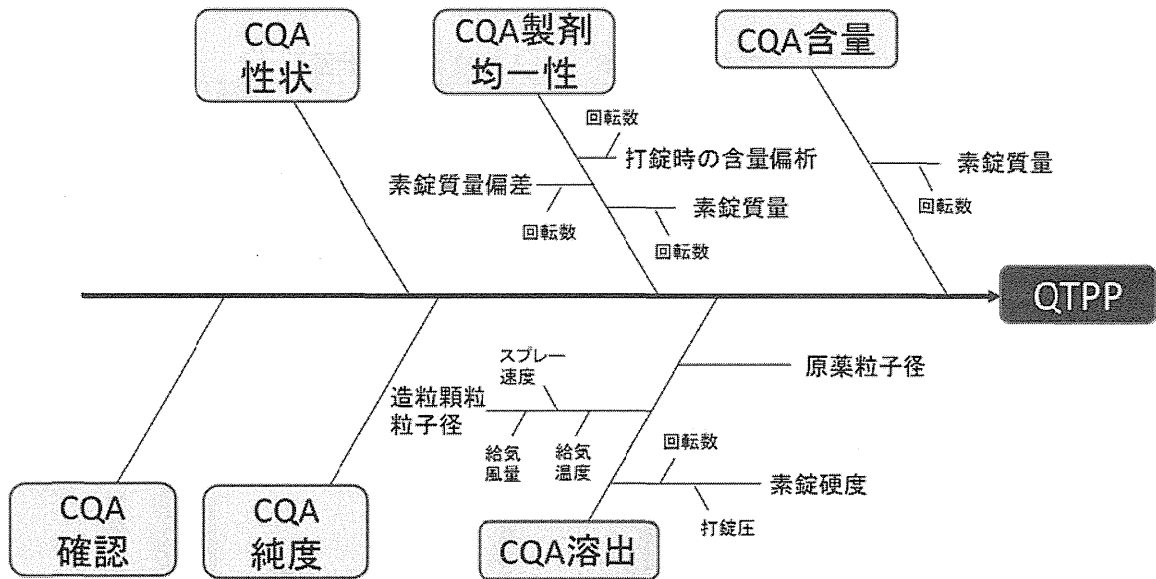 CQA
性状
CQA製剤
均一性
CQA含量
回転数
打錠時の含量偏析
素錠質量偏差
回転数
素錠質量
回転数
素錠質量
回転数
QTPP
スプレー
速度
造粒顆粒
粒子径
給気
風量
給気
温度
原薬粒子径
回転数
素錠硬度
打錠圧
CQA
確認
CQA
純度
CQA溶出